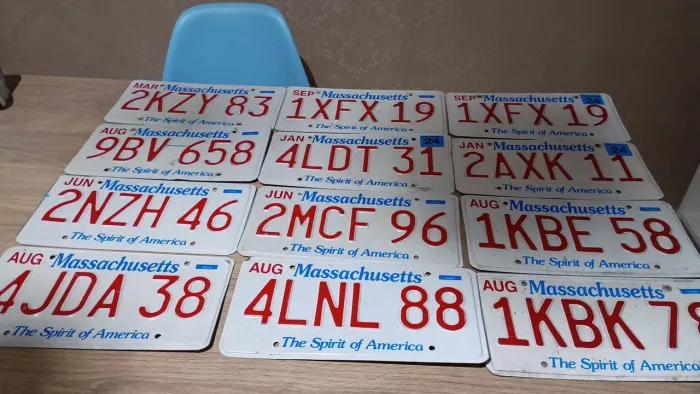 MAR Massachusetts
2KZY 83
The Spirit of America
SEP Massachusetts
1XFX 19
The Spirit of America
SEP Massachusetts 24
1XFX 19
The Spirit of America
AUG Massachusetts
9BV 658
The Spirit of America
JAN Massachusetts 24
4LDT 31
The Spirit of America
JAN Massachusetts 24
2AXK 11
The Spirit of America
JUN Massachusetts
2NZH 46
The Spirit of America
JUN Massachusetts
2MCF 96
The Spirit of America
AUG Massachusetts
1KBE 58
The Spirit of America
AUG Massachusetts
4JDA 38
The Spirit of America
AUG Massachusetts
4LNL 88
The Spirit of America
AUG Massachusetts
1KBK 78
The Spirit of America